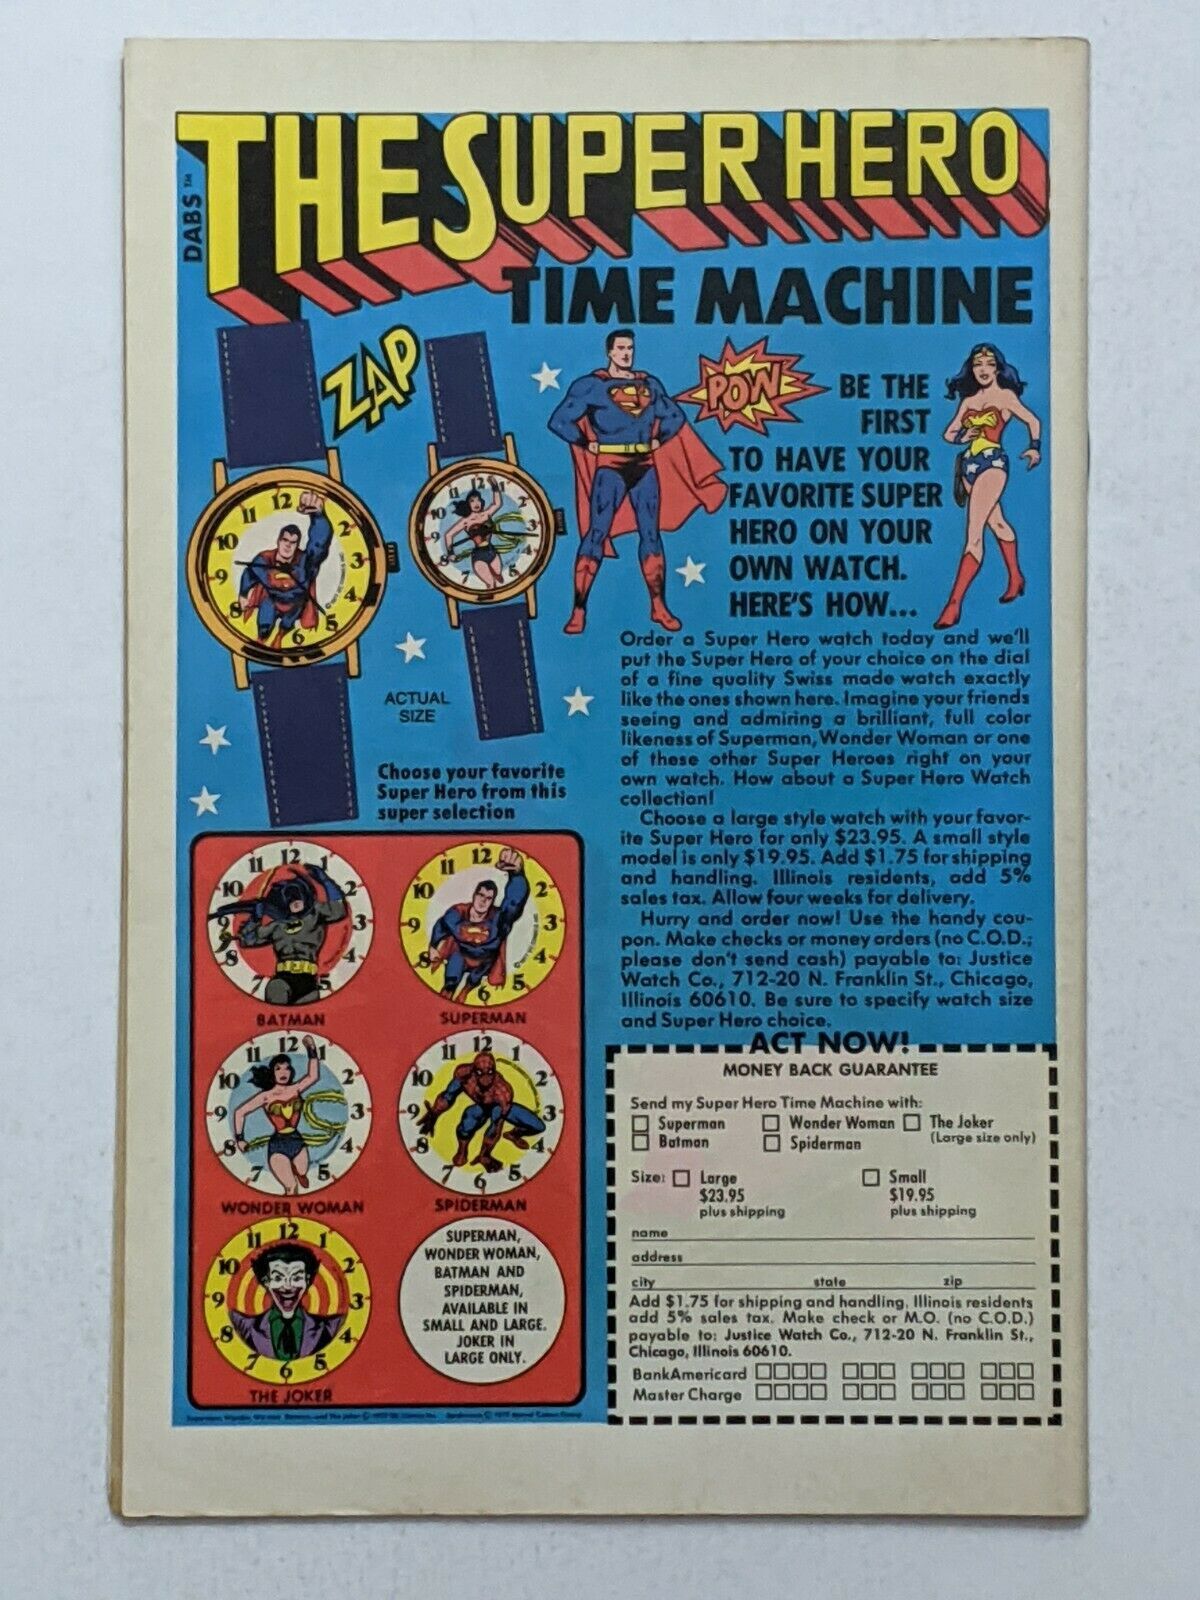 THE SUPER HERO
DABS™
TIME MACHINE
ZAP
POW
BE THE
FIRST
TO HAVE YOUR
FAVORITE SUPER
HERO ON YOUR
OWN WATCH.
HERE'S HOW...
ACTUAL
SIZE
Choose your favorite
Super Hero from this
super selection
Order a Super Hero watch today and we'll
put the Super Hero of your choice on the dial
of a fine quality Swiss made watch exactly
like the ones shown here. Imagine your friends
seeing and admiring a brilliant, full color
likeness of Superman, Wonder Woman or one
of these other Super Heroes right on your
own watch. How about a Super Hero Watch
collection!
Choose a large style watch with your favor-
ite Super Hero for only $23.95. A small style
model is only $19.95. Add $1.75 for shipping
and handling. Illinois residents, add 5%
sales tax. Allow four weeks for delivery.
Hurry and order now! Use the handy cou-
pon. Make checks or money orders (no C.O.D.;
please don't send cash) payable to: Justice
Watch Co., 712-20 N. Franklin St., Chicago,
Illinois 60610. Be sure to specify watch size
and Super Hero choice.
BATMAN
SUPERMAN
WONDER WOMAN
SPIDERMAN
THE JOKER
SUPERMAN,
WONDER WOMAN,
BATMAN AND
SPIDERMAN,
AVAILABLE IN
SMALL AND LARGE.
JOKER IN
LARGE ONLY.
ACT NOW!
MONEY BACK GUARANTEE
Send my Super Hero Time Machine with:
Superman Wonder Woman The Joker
Batman Spiderman (Large size only)
Size: Large Small
$23.95 $19.95
plus shipping plus shipping
name
address
city state zip
Add $1.75 for shipping and handling. Illinois residents
add 5% sales tax. Make check or M.O. (no C.O.D.)
payable to: Justice Watch Co., 712-20 N. Franklin St.,
Chicago, Illinois 60610.
BankAmericard
Master Charge